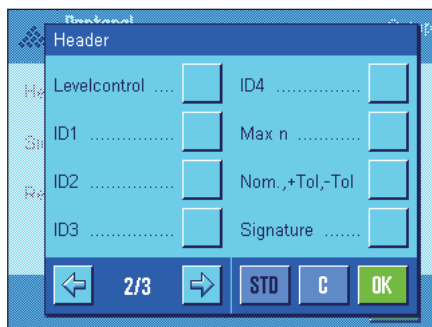 Header
Levelcontrol ....
ID1 ................
ID2 ................
ID3 ................
ID4 ................
Max n ............
Nom.,+Tol,-Tol
Signature .......
2/3
STD
C
OK